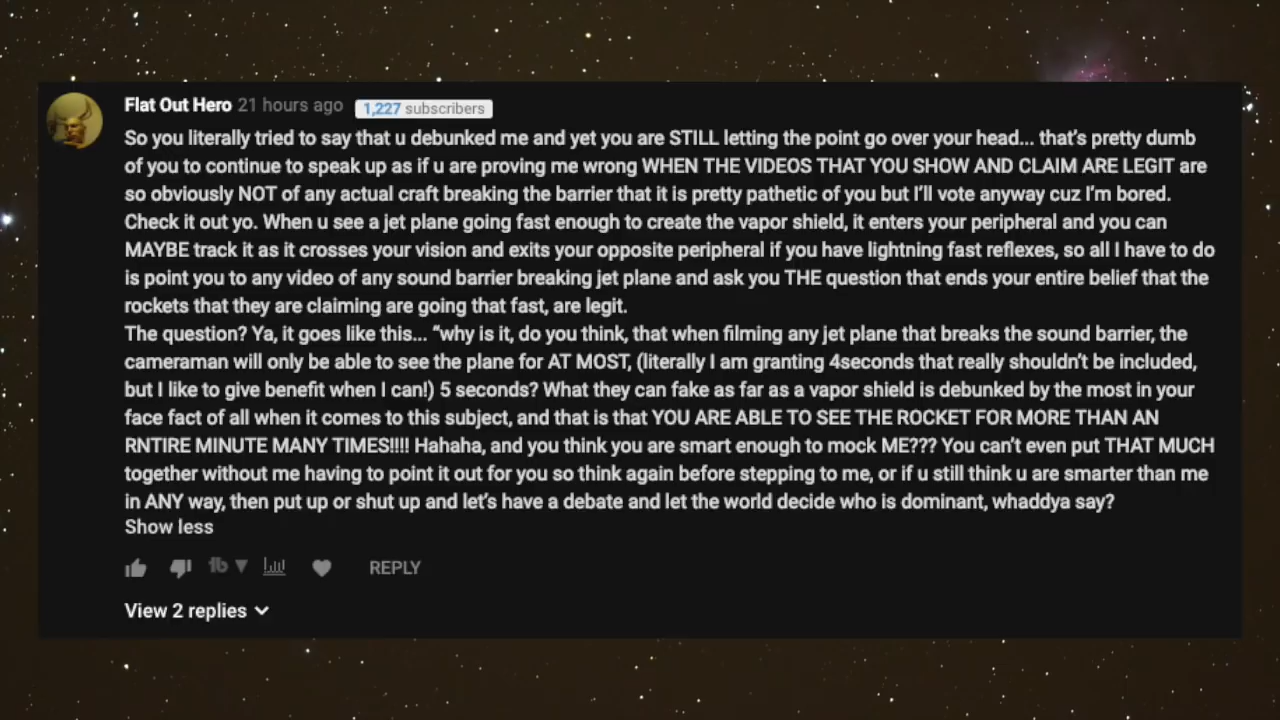 Flat Out Hero 21 hours ago 1,227 subscribers
So you literally tried to say that u debunked me and yet you are STILL letting the point go over your head... that's pretty dumb
of you to continue to speak up as if u are proving me wrong WHEN THE VIDEOS THAT YOU SHOW AND CLAIM ARE LEGIT are
so obviously NOT of any actual craft breaking the barrier that it is pretty pathetic of you but I'll vote anyway cuz I'm bored.
Check it out yo. When u see a jet plane going fast enough to create the vapor shield, it enters your peripheral and you can
MAYBE track it as it crosses your vision and exits your opposite peripheral if you have lightning fast reflexes, so all I have to do
is point you to any video of any sound barrier breaking jet plane and ask you THE question that ends your entire belief that the
rockets that they are claiming are going that fast, are legit.
The question? Ya, it goes like this... “why is it, do you think, that when filming any jet plane that breaks the sound barrier, the
cameraman will only be able to see the plane for AT MOST, (literally I am granting 4seconds that really shouldn't be included,
but I like to give benefit when I can!) 5 seconds? What they can fake as far as a vapor shield is debunked by the most in your
face fact of all when it comes to this subject, and that is that YOU ARE ABLE TO SEE THE ROCKET FOR MORE THAN AN
RNTIRE MINUTE MANY TIMES!!!! Hahaha, and you think you are smart enough to mock ME??? You can't even put THAT MUCH
together without me having to point it out for you so think again before stepping to me, or if u still think u are smarter than me
in ANY way, then put up or shut up and let's have a debate and let the world decide who is dominant, whaddya say?
Show less
tb REPLY
View 2 replies